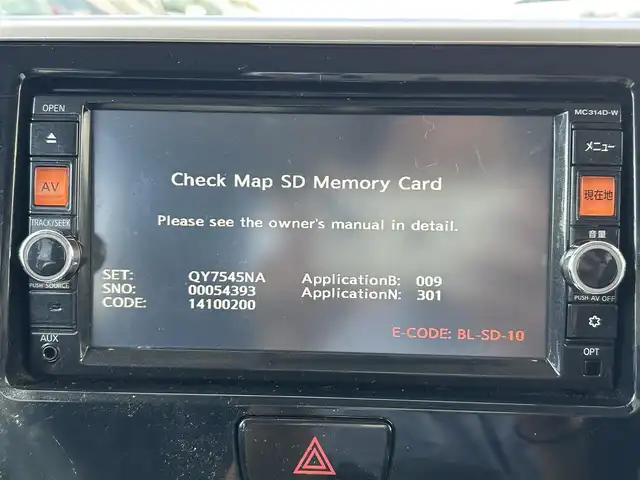 OPEN
MC314D-W
メニュー
AV
現在地
TRACK/SEEK
音量
PUSH SOURCE
PUSH AV OFF
AUX
OPT
Check Map SD Memory Card
Please see the owner's manual in detail.
SET: QY7545NA ApplicationB: 009
SNO: 00054393 ApplicationN: 301
CODE: 14100200
E-CODE: BL-SD-10